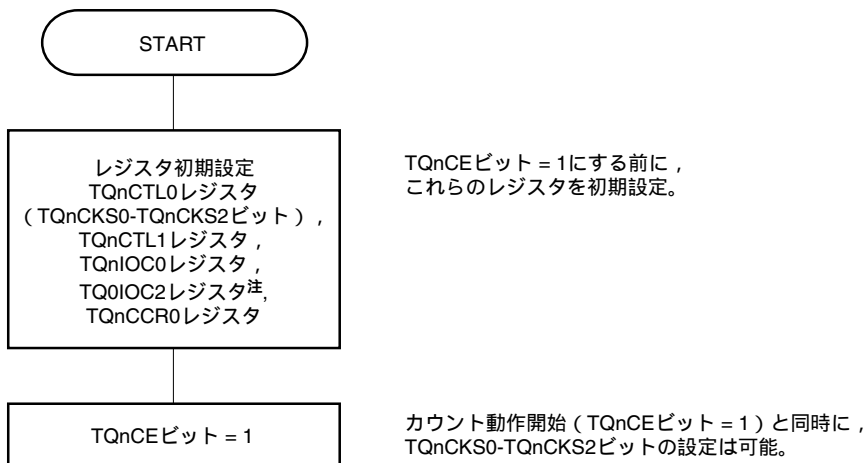 START
レジスタ初期設定
TQnCTL0レジスタ
（TQnCKS0-TQnCKS2ビット），
TQnCTL1レジスタ，
TQnIOC0レジスタ，
TQ0IOC2レジスタ注,
TQnCCR0レジスタ
TQnCEビット = 1にする前に，
これらのレジスタを初期設定。
TQnCEビット = 1
カウント動作開始（TQnCEビット = 1）と同時に，
TQnCKS0-TQnCKS2ビットの設定は可能。